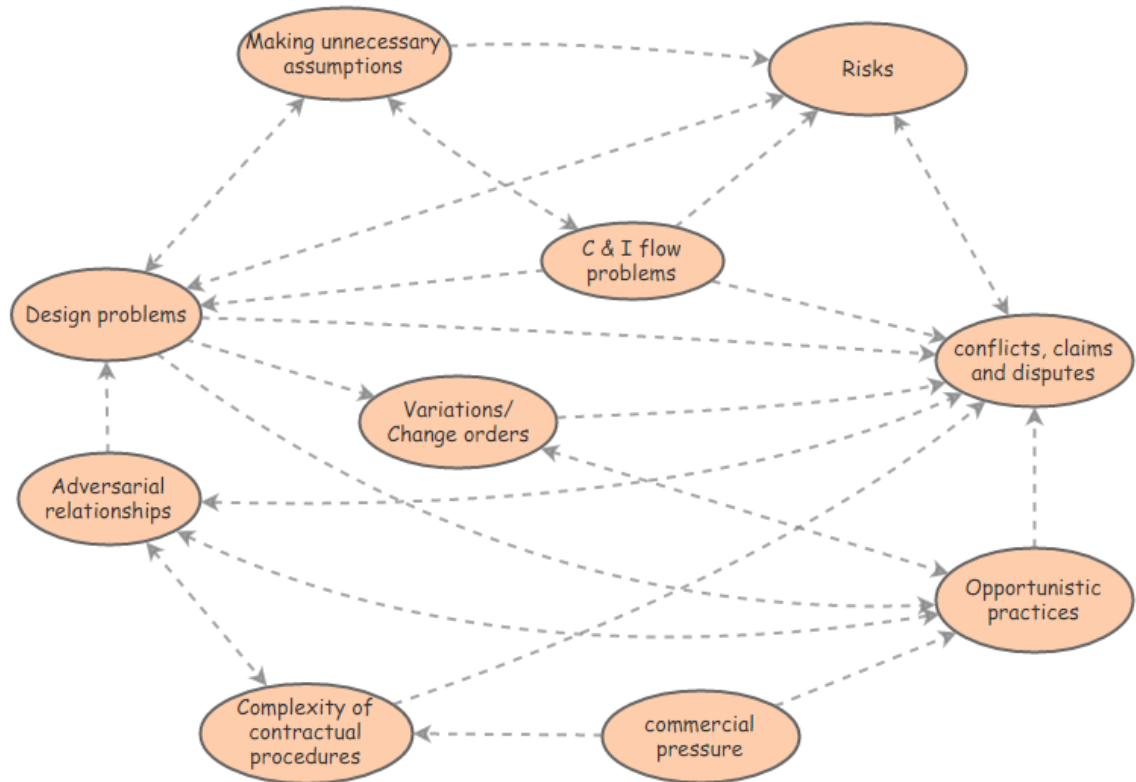 Making unnecessary
assumptions
Risks
C & I flow
problems
Design problems
conflicts, claims
and disputes
Variations/
Change orders
Adversarial
relationships
Opportunistic
practices
Complexity of
contractual
procedures
commercial
pressure